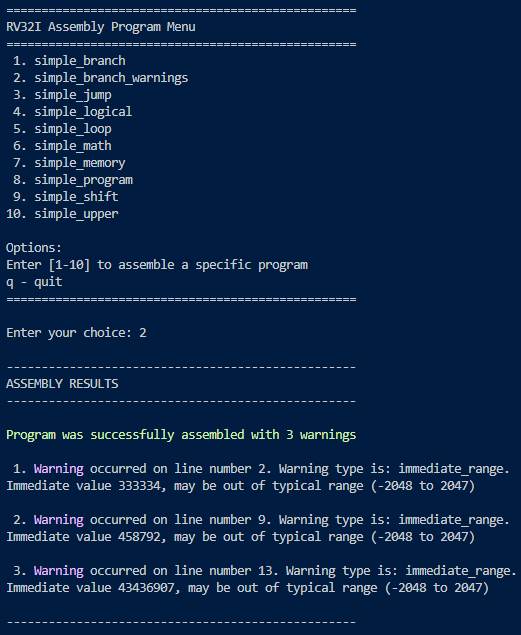 ==================================================
RV32I Assembly Program Menu
==================================================
 1. simple_branch
 2. simple_branch_warnings
 3. simple_jump
 4. simple_logical
 5. simple_loop
 6. simple_math
 7. simple_memory
 8. simple_program
 9. simple_shift
10. simple_upper

Options:
Enter [1-10] to assemble a specific program
q - quit
==================================================

Enter your choice: 2

--------------------------------------------------
ASSEMBLY RESULTS
--------------------------------------------------

Program was successfully assembled with 3 warnings

 1. Warning occurred on line number 2. Warning type is: immediate_range.
Immediate value 333334, may be out of typical range (-2048 to 2047)

 2. Warning occurred on line number 9. Warning type is: immediate_range.
Immediate value 458792, may be out of typical range (-2048 to 2047)

 3. Warning occurred on line number 13. Warning type is: immediate_range.
Immediate value 43436907, may be out of typical range (-2048 to 2047)

--------------------------------------------------